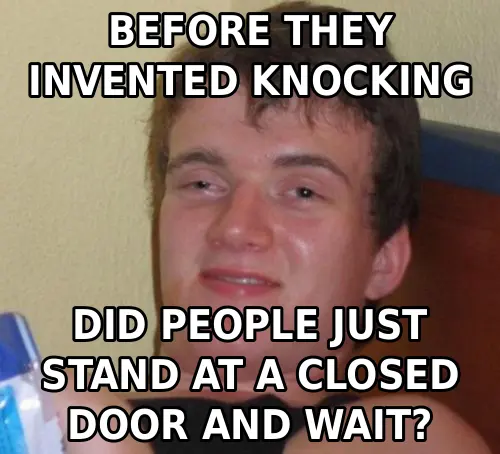 BEFORE THEY
INVENTED KNOCKING
DID PEOPLE JUST
STAND AT A CLOSED
DOOR AND WAIT?